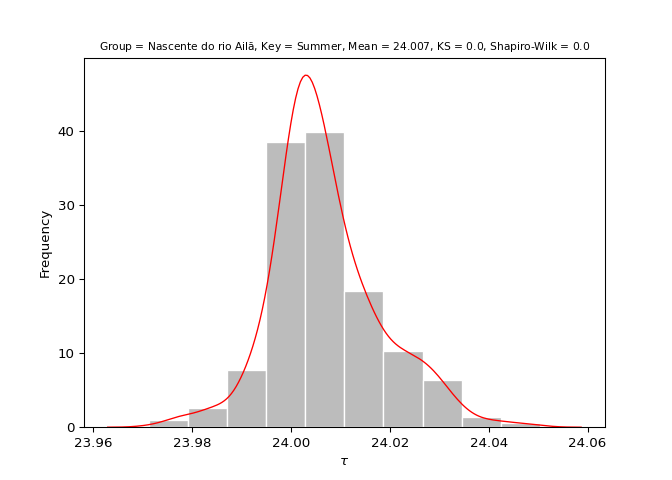 Group = Nascente do rio Ailã, Key = Summer, Mean = 24.007, KS = 0.0, Shapiro-Wilk = 0.0
Frequency
40
30
20
10
0
23.96 23.98 24.00 24.02 24.04 24.06
τ